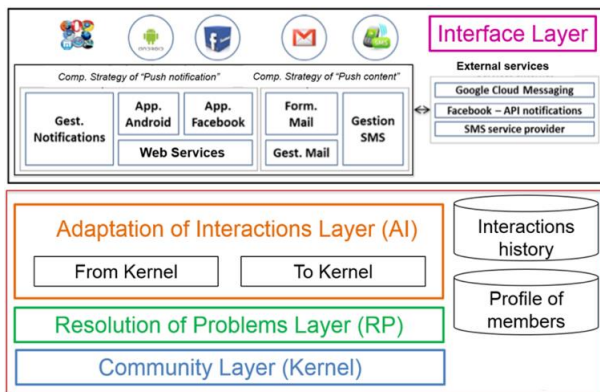 Interface Layer
Comp. Strategy of "Push notification"
Comp. Strategy of "Push content"
Gest.
Notifications
App.
Android
App.
Facebook
Web Services
Form.
Mail
Gest. Mail
Gestion
SMS
External services
Google Cloud Messaging
Facebook – API notifications
SMS service provider
Adaptation of Interactions Layer (AI)
From Kernel
To Kernel
Resolution of Problems Layer (RP)
Community Layer (Kernel)
Interactions
history
Profile of
members